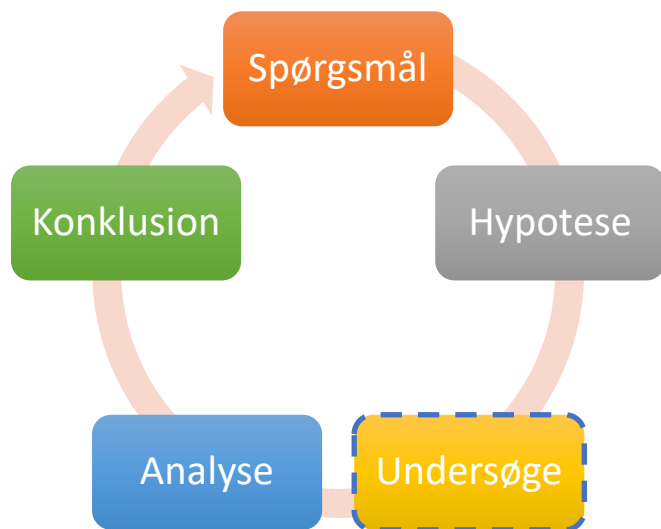 Spørgsmål
Hypotese
Undersøge
Analyse
Konklusion